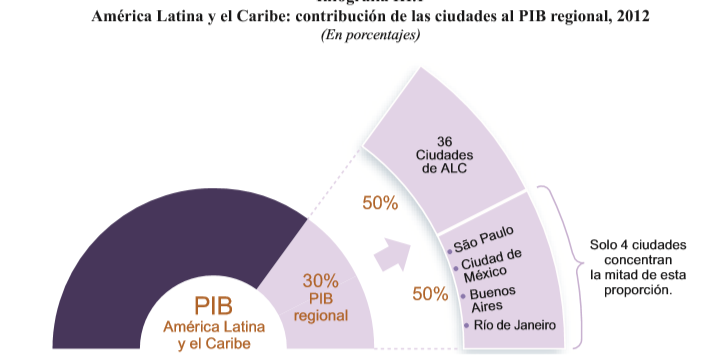 América Latina y el Caribe: contribución de las ciudades al PIB regional, 2012
(En porcentajes)
36
Ciudades
de ALC
50%
50%
São Paulo
Ciudad de
México
Buenos
Aires
Río de Janeiro
Solo 4 ciudades
concentran
la mitad de esta
proporción.
30%
PIB
regional
PIB
América Latina
y el Caribe